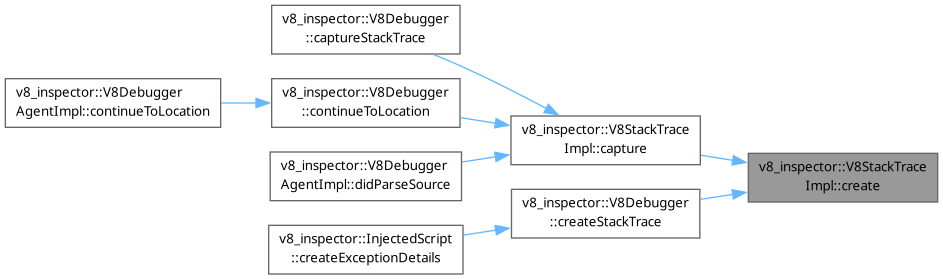 v8_inspector::V8Debugger
::captureStackTrace
v8_inspector::V8Debugger
AgentImpl::continueToLocation
v8_inspector::V8Debugger
::continueToLocation
v8_inspector::V8StackTrace
Impl::capture
v8_inspector::V8Debugger
AgentImpl::didParseSource
v8_inspector::V8StackTrace
Impl::create
v8_inspector::V8Debugger
::createStackTrace
v8_inspector::InjectedScript
::createExceptionDetails